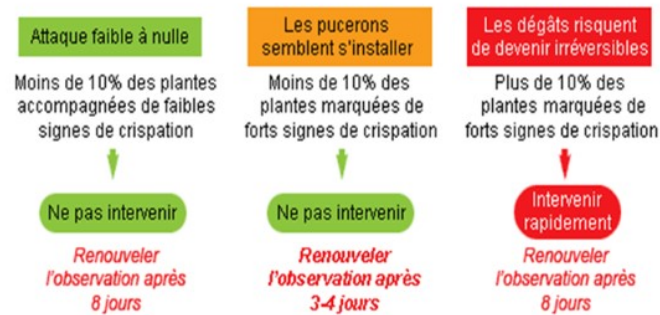 Attaque faible à nulle
Moins de 10% des plantes
accompagnées de faibles
signes de crispation
Ne pas intervenir
Renouveler
l'observation après
8 jours
Les pucerons
semblent s'installer
Moins de 10% des
plantes marquées de
forts signes de crispation
Ne pas intervenir
Renouveler
l'observation après
3-4 jours
Les dégâts risquent
de devenir irréversibles
Plus de 10% des
plantes marquées de
forts signes de crispation
Intervenir
rapidement
Renouveler
l'observation après
8 jours